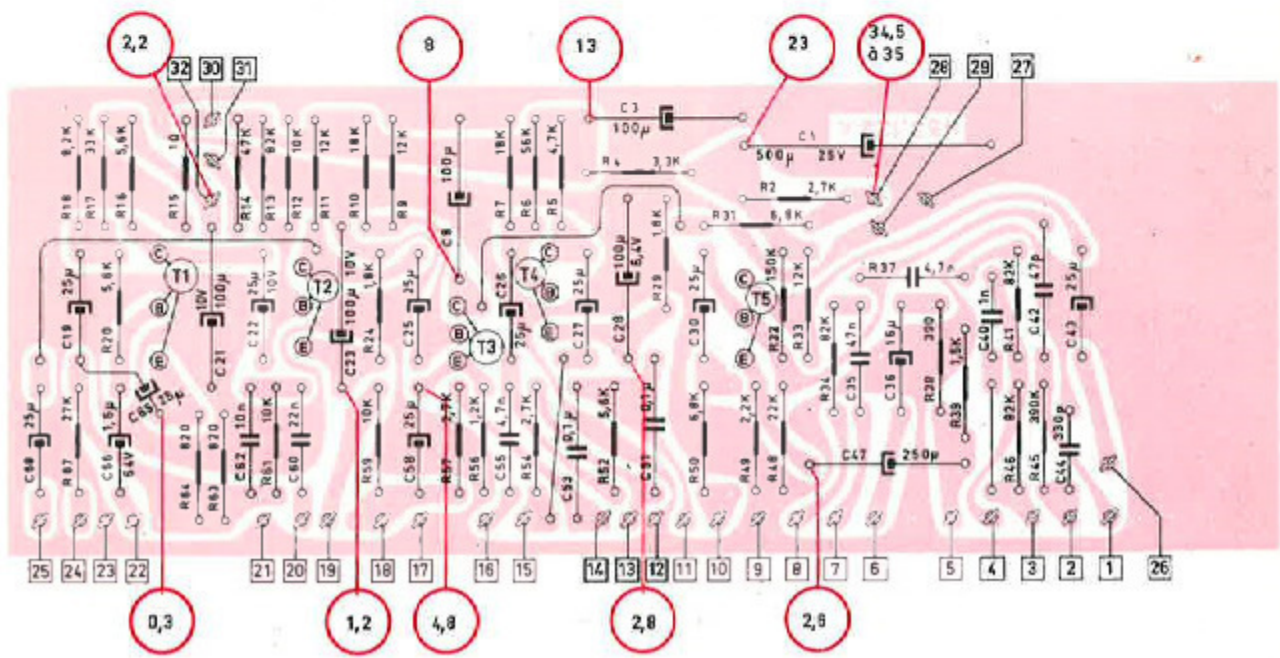 2,2
8
13
23
34,5
à 35
32
30
31
28
29
27
C3
100µ
C1
500µ 25V
8,2K
33K
5,6K
10
47K
82K
10K
12K
18K
12K
100µ
18K
56K
4,7K
R4 3,3K
R2 2,7K
R31 6,8K
R18
R17
R16
R15
R14
R13
R12
R11
R10
R9
C8
R7
R6
R5
1,8K
R29
25µ
C19
5,6K
R20
C
T1
B
E
10V
100µ
C21
25µ
10V
C22
C
T2
B
E
100µ 10V
C23
1,8K
R24
25µ
C25
C
B
T3
E
C26
25µ
T4
C
B
E
25µ
C27
100µ
6,4V
C28
25µ
C30
C
T5
B
E
150K
R32
12K
R33
R37 4,7n
82K
R34
47n
C35
16µ
C36
390
R38
1,5K
R39
1n
C40
82K
R41
47p
C42
25µ
C43
C65 25µ
25µ
C68
27K
R67
1,6µ
C66
64V
820
R64
820
R63
10n
C62
10K
R61
22n
C60
10K
R59
25µ
C58
2,7K
R57
1,2K
R56
4,7n
C55
2,7K
R54
0,1µ
C53
5,6K
R52
0,1µ
C51
6,8K
R50
2,2K
R49
22K
R48
C47 250µ
82K
R46
390K
R45
330p
C44
25
24
23
22
21
20
19
18
17
16
15
14
13
12
11
10
9
8
7
6
5
4
3
2
1
26
0,3
1,2
4,8
2,8